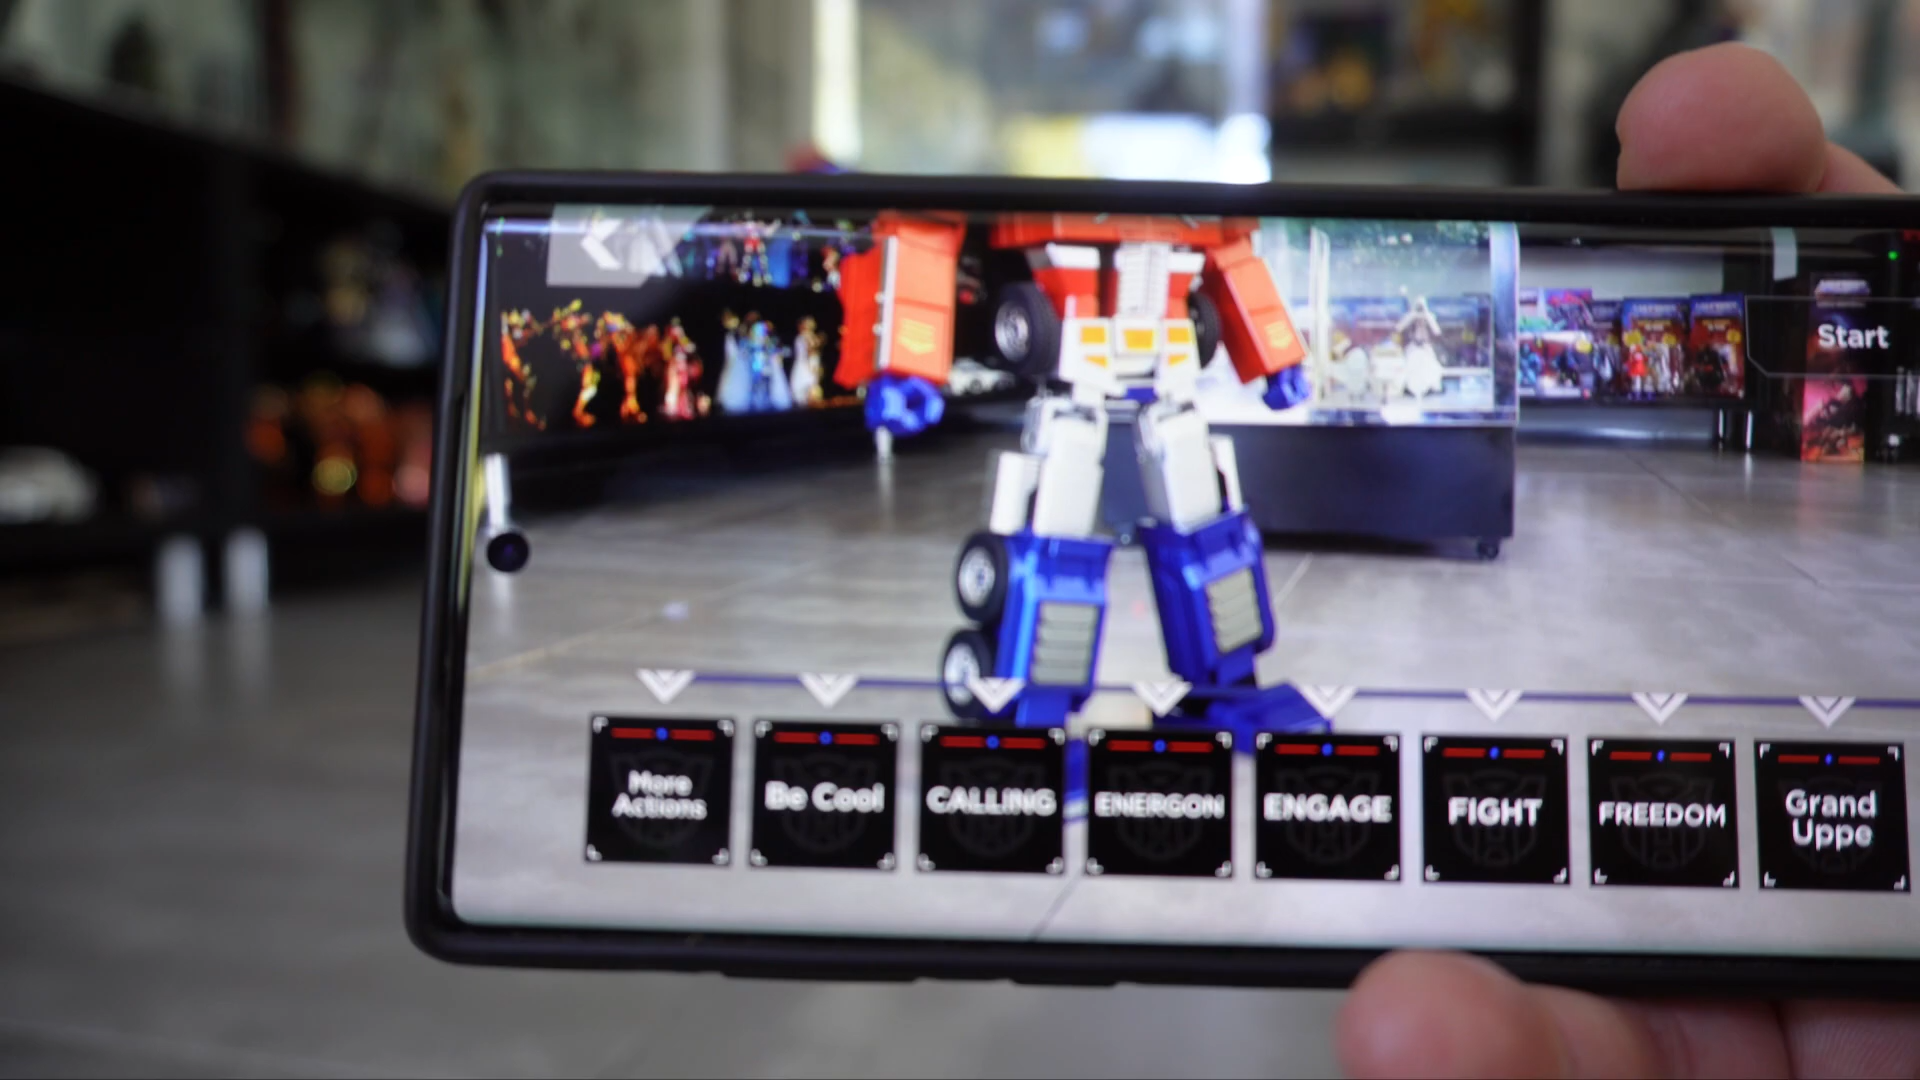 Start
More
Actions
Be Cool
CALLING
ENERGON
ENGAGE
FIGHT
FREEDOM
Grand
Uppe